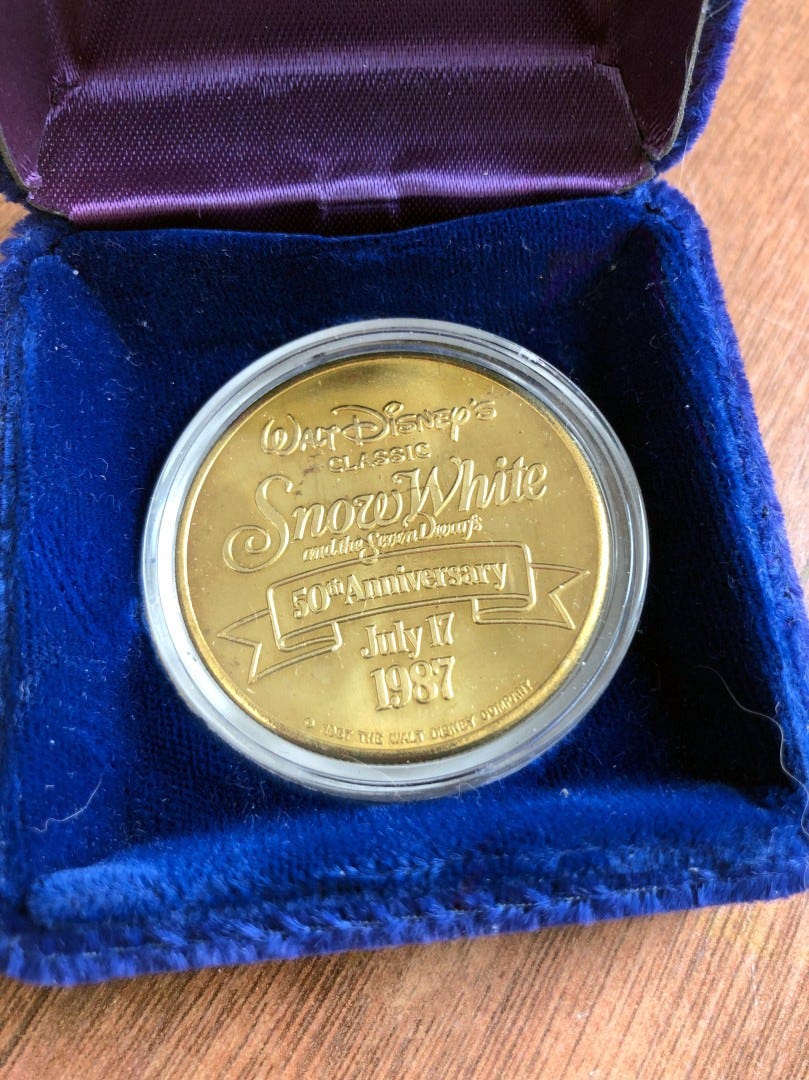 Walt Disney's
CLASSIC
Snow White
and the Seven Dwarfs
50th Anniversary
July 17
1987
© 1987 THE WALT DISNEY COMPANY